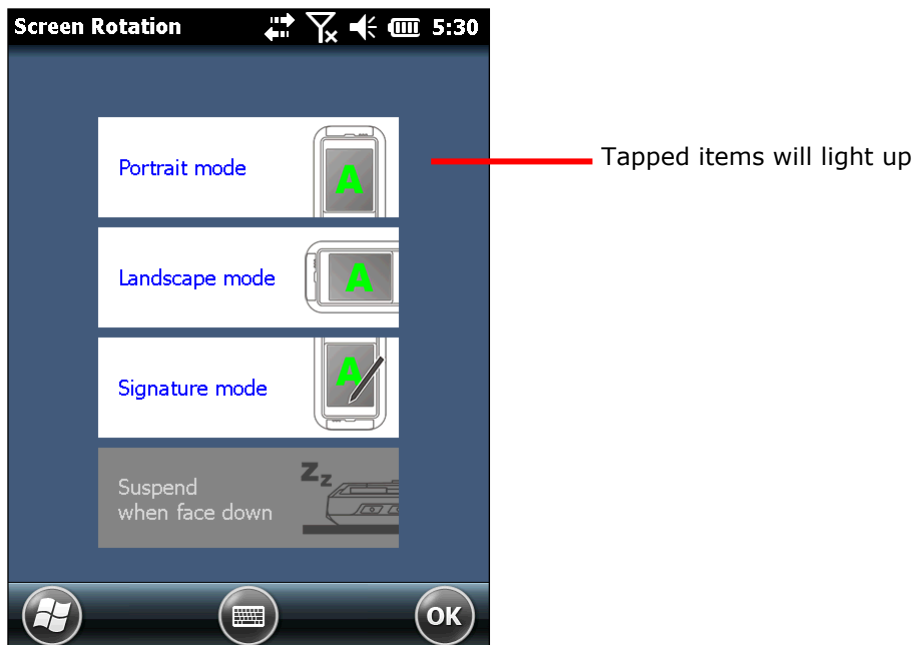 Screen Rotation 5:30
Portrait mode
A
Tapped items will light up
Landscape mode
A
Signature mode
A
Suspend
when face down
Zz
OK